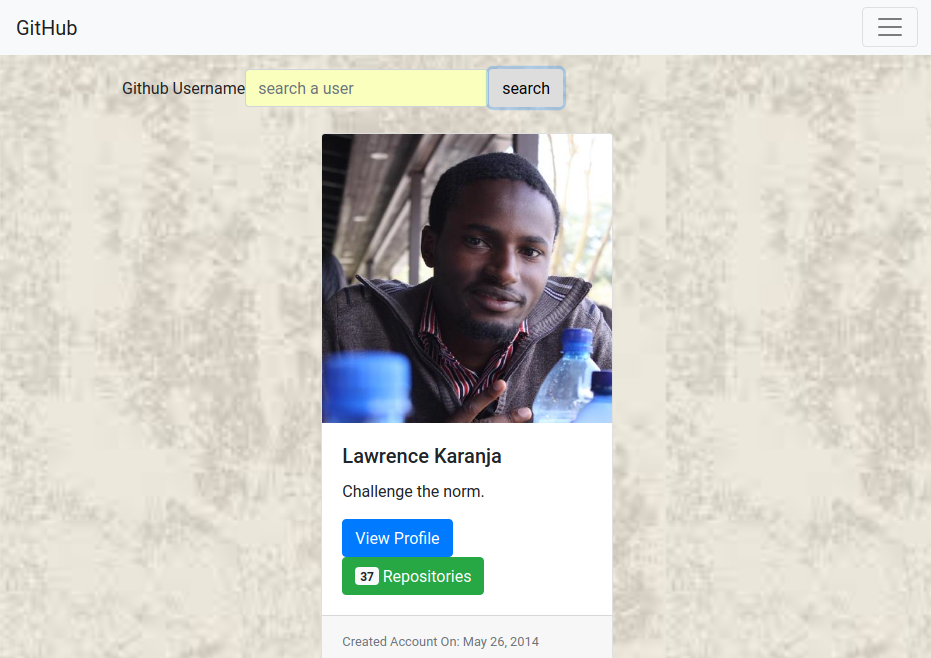 GitHub
Github Username search a user search
Lawrence Karanja
Challenge the norm.
View Profile
37 Repositories
Created Account On: May 26, 2014